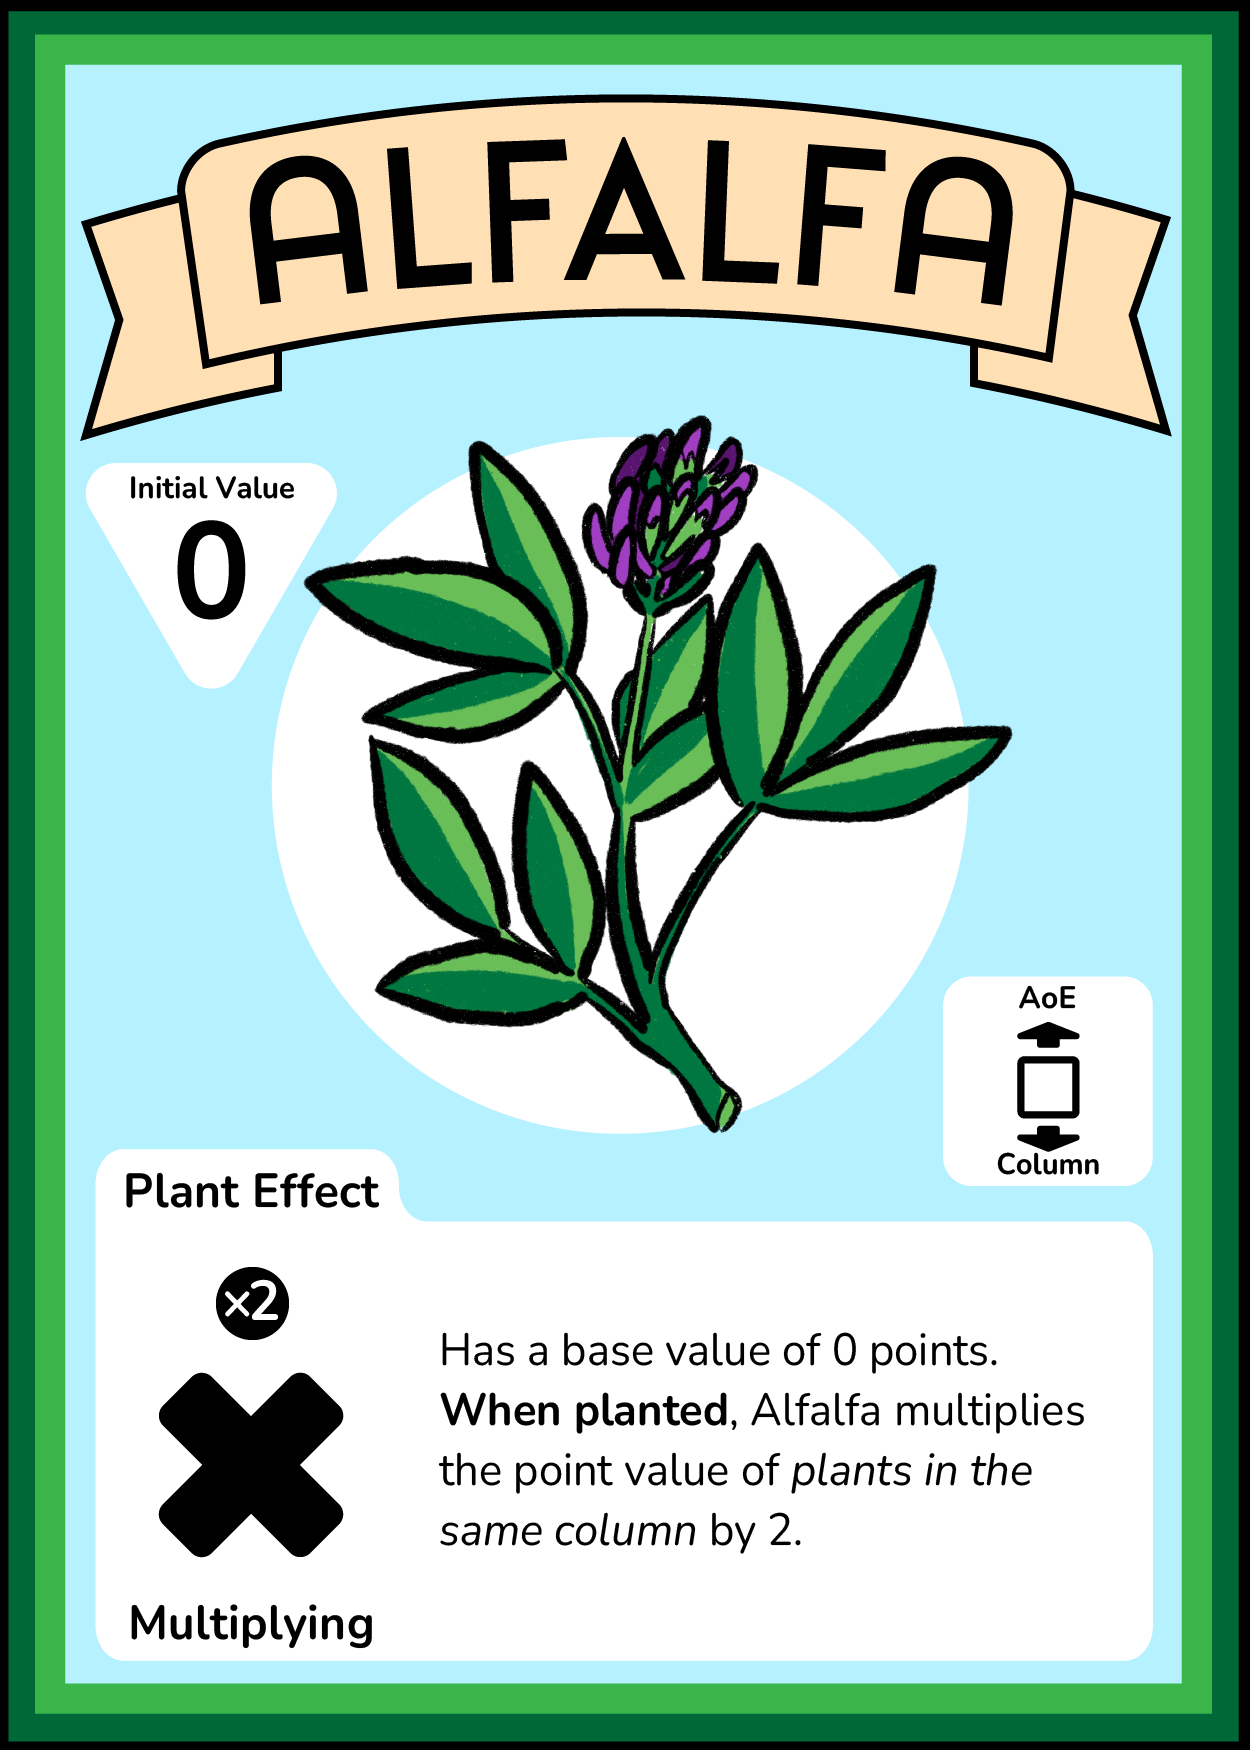 ALFALFA
Initial Value
0
AoE
Column
Plant Effect
×2
Has a base value of 0 points.
When planted, Alfalfa multiplies
the point value of plants in the
same column by 2.
Multiplying